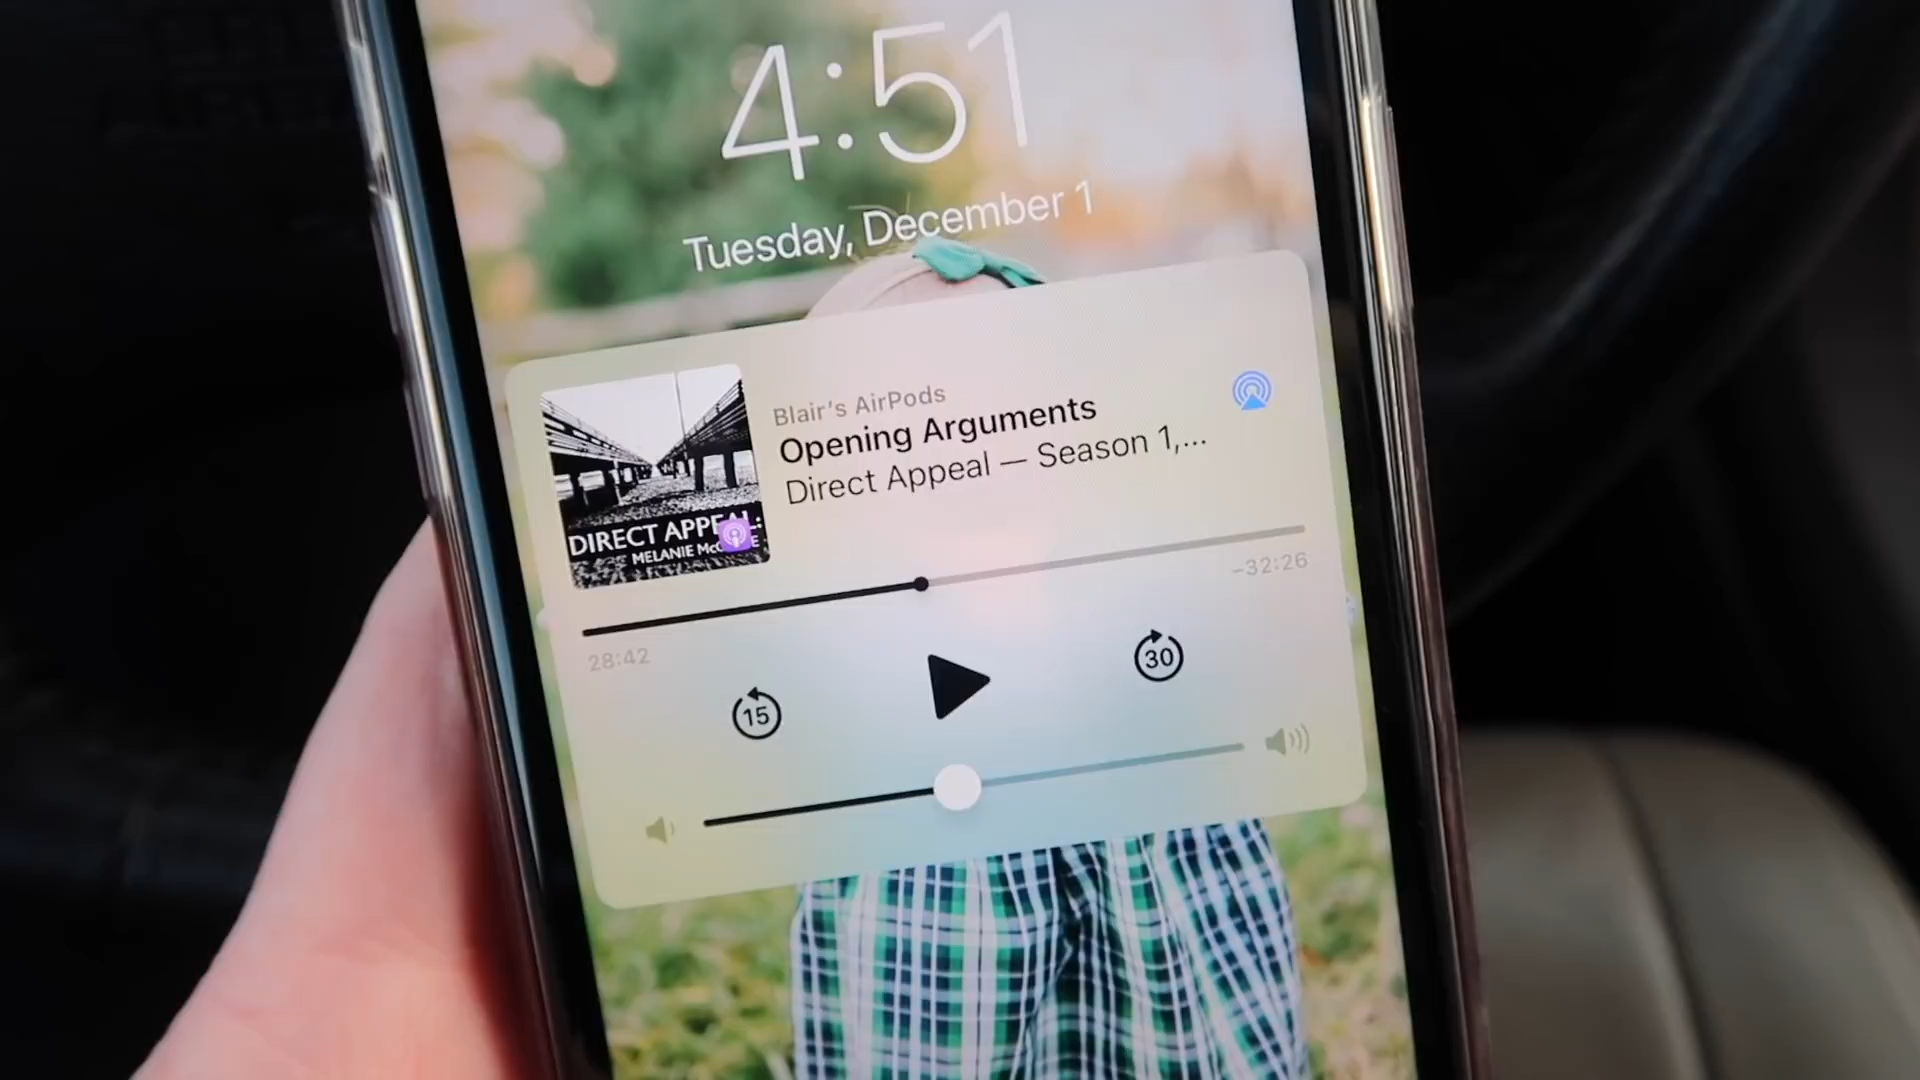 4:51
Tuesday, December 1
Blair's AirPods
Opening Arguments
Direct Appeal — Season 1,...
DIRECT APPEAL:
MELANIE
-32:26
28:42
15
30